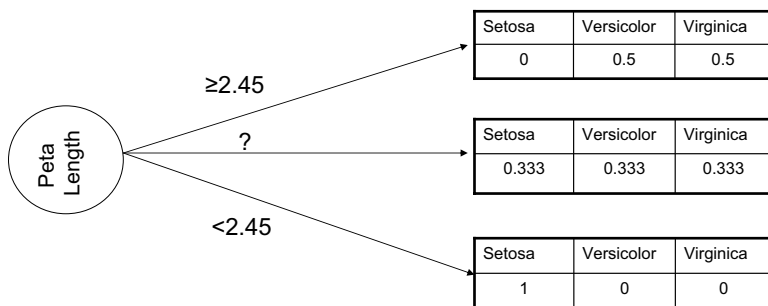 Setosa Versicolor Virginica
0 0.5 0.5
≥2.45
Setosa Versicolor Virginica
0.333 0.333 0.333
?
Peta
Length
<2.45
Setosa Versicolor Virginica
1 0 0